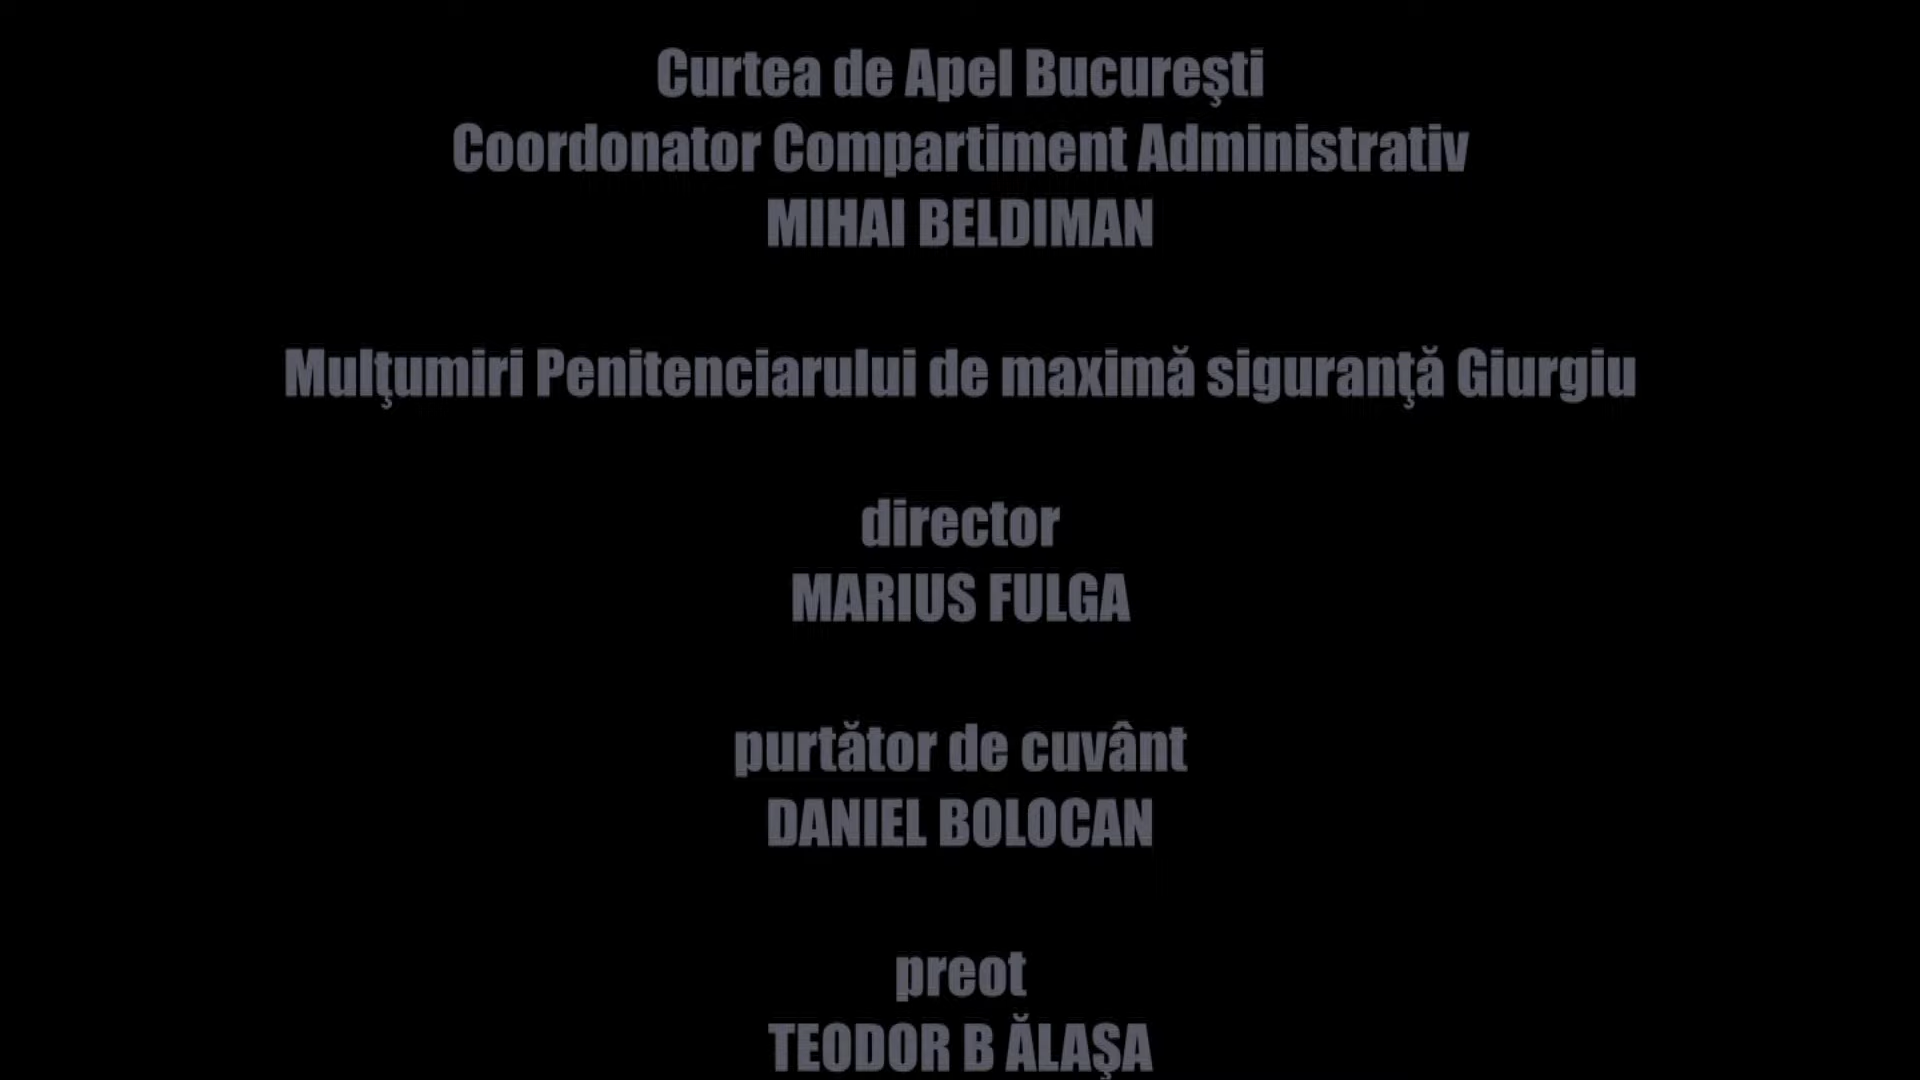 Curtea de Apel Bucureşti
Coordonator Compartiment Administrativ
MIHAI BELDIMAN
Mulţumiri Penitenciarului de maximă siguranţă Giurgiu
director
MARIUS FULGA
purtător de cuvânt
DANIEL BOLOCAN
preot
TEODOR B ĂLAŞA